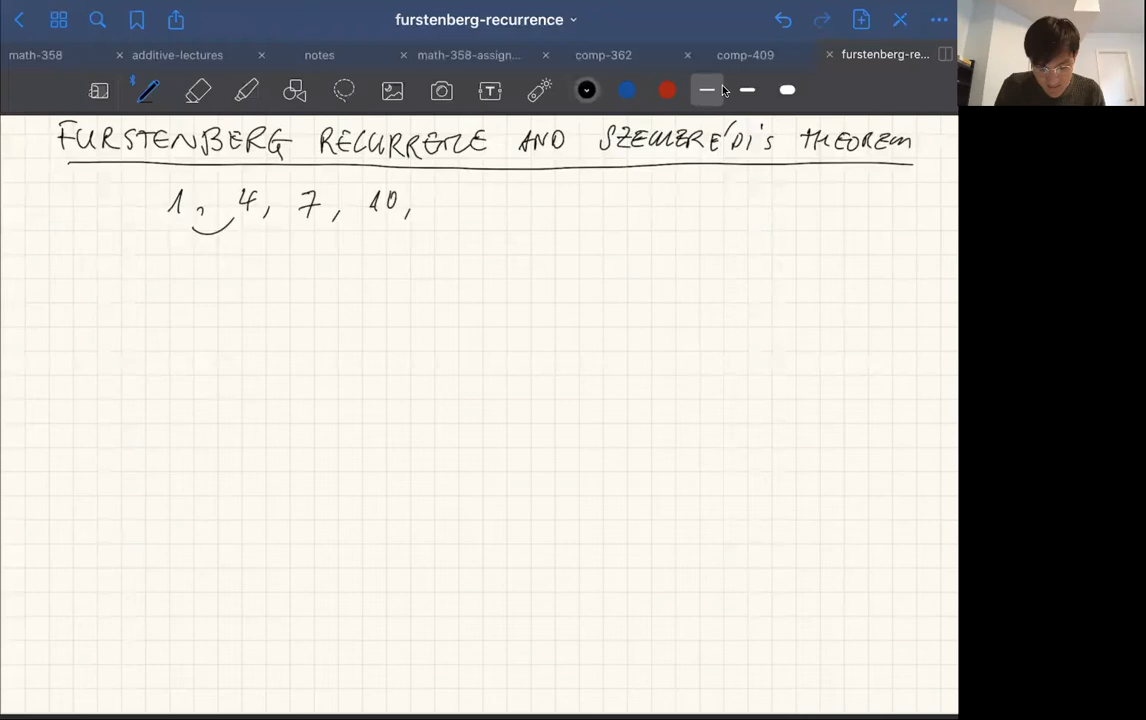 furstenberg-recurrence
math-358
additive-lectures
notes
math-358-assign...
comp-362
comp-409
furstenberg-re...
T
FURSTENBERG RECURRENCE AND SZEMERÉDI'S THEOREM
1, 4, 7, 10,